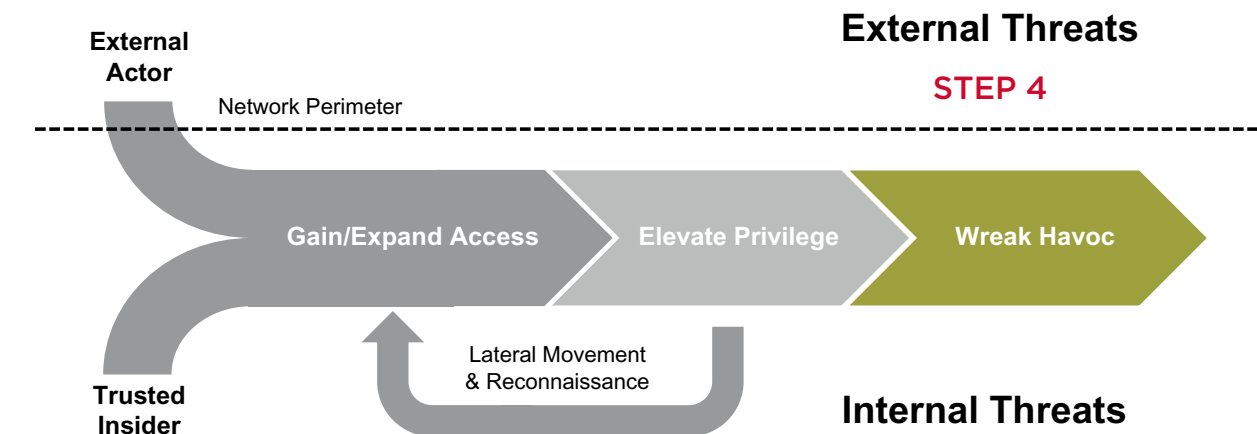 External Threats
External
Actor
STEP 4
Network Perimeter
Gain/Expand Access
Elevate Privilege
Wreak Havoc
Lateral Movement
& Reconnaissance
Trusted
Insider
Internal Threats